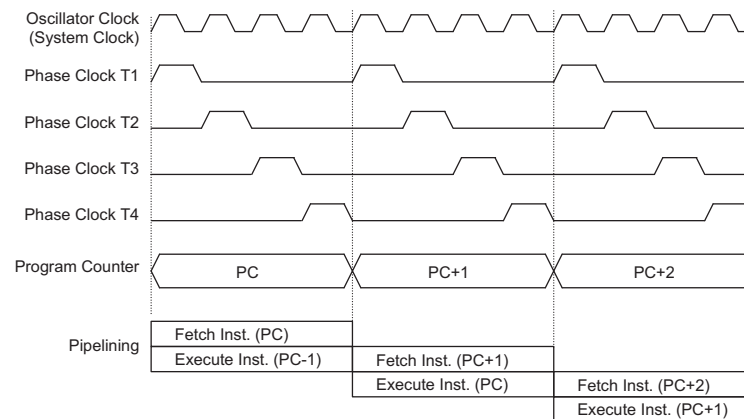 Oscillator Clock
(System Clock)
Phase Clock T1
Phase Clock T2
Phase Clock T3
Phase Clock T4
Program Counter
PC
PC+1
PC+2
Pipelining
Fetch Inst. (PC)
Execute Inst. (PC-1)
Fetch Inst. (PC+1)
Execute Inst. (PC)
Fetch Inst. (PC+2)
Execute Inst. (PC+1)